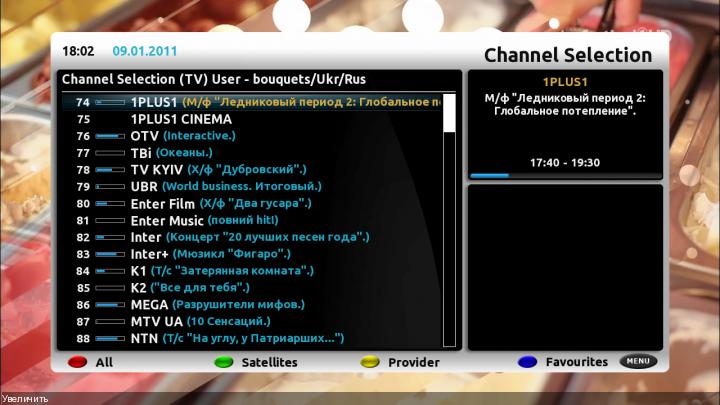 18:02 09.01.2011
Channel Selection
Channel Selection (TV) User - bouquets/Ukr/Rus
74 1PLUS1 (М/ф "Ледниковый период 2: Глобальное п
75 1PLUS1 CINEMA
76 OTV (Interactive.)
77 TBi (Океаны.)
78 TV KYIV (Х/ф "Дубровский".)
79 UBR (World business. Итоговый.)
80 Enter Film (Х/ф "Два гусара".)
81 Enter Music (повний hit!)
82 Inter (Концерт "20 лучших песен года".)
83 Inter+ (Мюзикл "Фигаро".)
84 K1 (Т/с "Затерянная комната".)
85 K2 ("Все для тебя".)
86 MEGA (Разрушители мифов.)
87 MTV UA (10 Сенсаций.)
88 NTN (Т/с "На углу, у Патриарших...")
1PLUS1
М/ф "Ледниковый период 2:
Глобальное потепление".
17:40 - 19:30
All Satellites Provider Favourites MENU
Увеличить